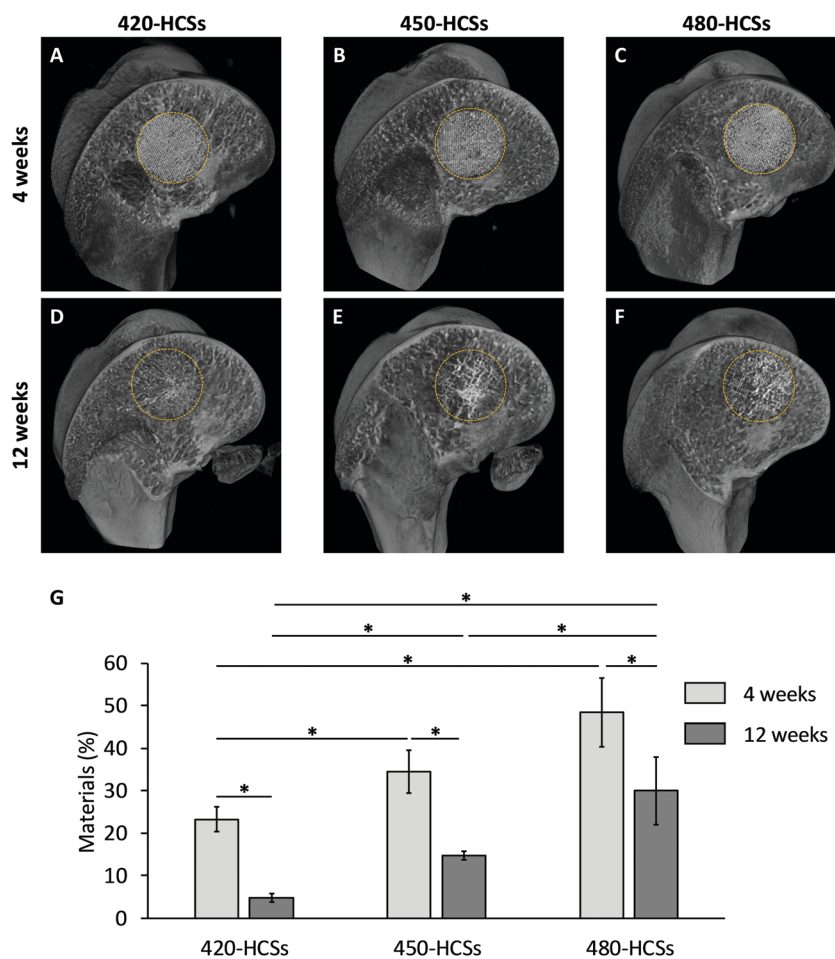 420-HCSs 450-HCSs 480-HCSs
4 weeks
A B C
12 weeks
D E F
G
*
* *
* *
* *
*
Materials (%)
60
50
40
30
20
10
0
4 weeks
12 weeks
420-HCSs 450-HCSs 480-HCSs